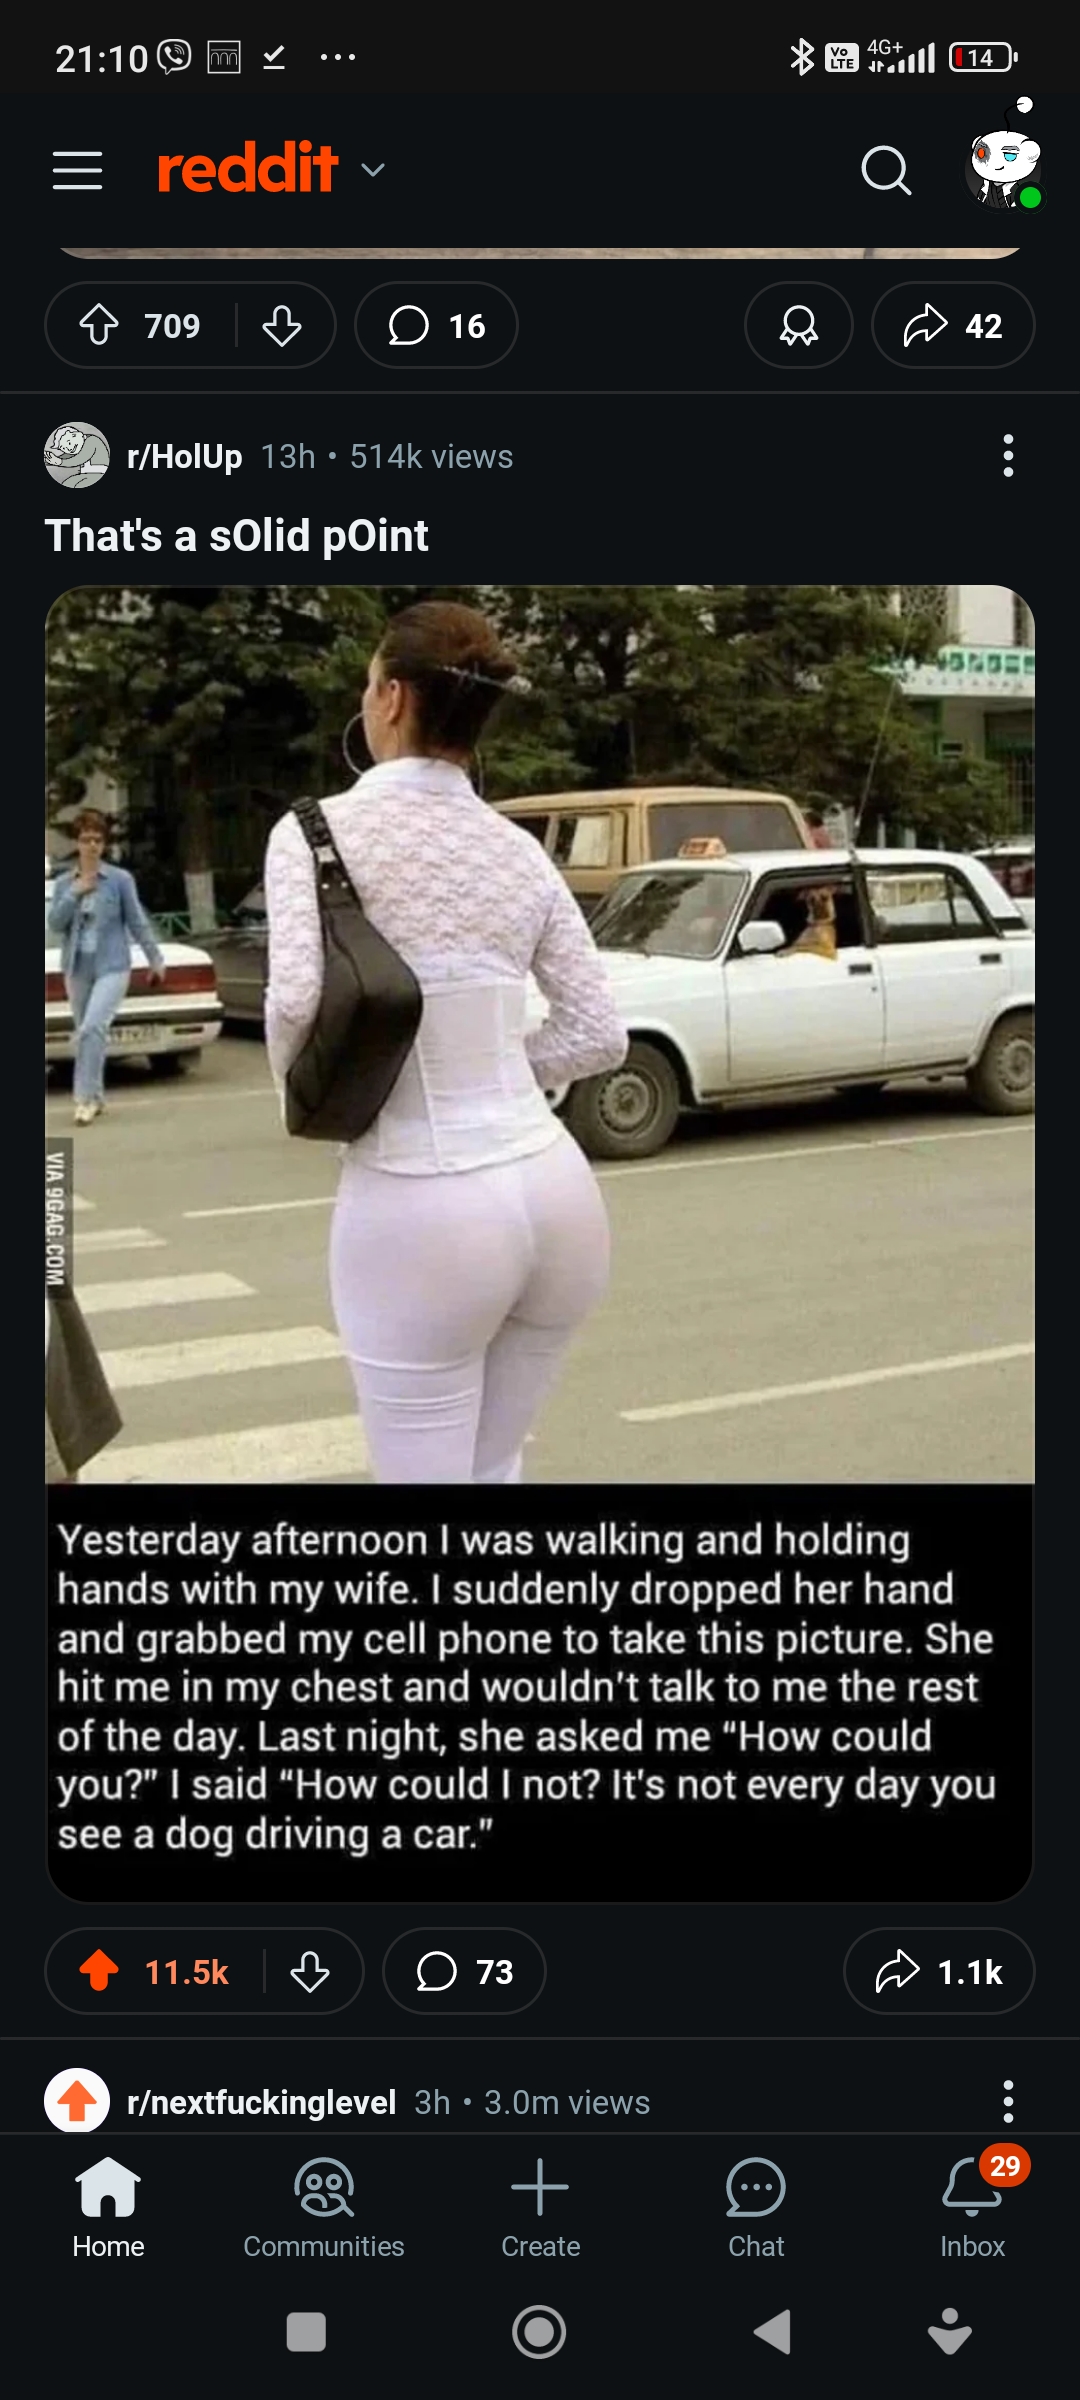 21:10
Vo
LTE
4G+
14
reddit
709
16
42
r/HolUp 13h • 514k views
That's a sOlid pOint
VIA 9GAG.COM
Yesterday afternoon I was walking and holding
hands with my wife. I suddenly dropped her hand
and grabbed my cell phone to take this picture. She
hit me in my chest and wouldn't talk to me the rest
of the day. Last night, she asked me “How could
you?” I said “How could I not? It's not every day you
see a dog driving a car.”
11.5k
73
1.1k
r/nextfuckinglevel 3h • 3.0m views
29
Home
Communities
Create
Chat
Inbox